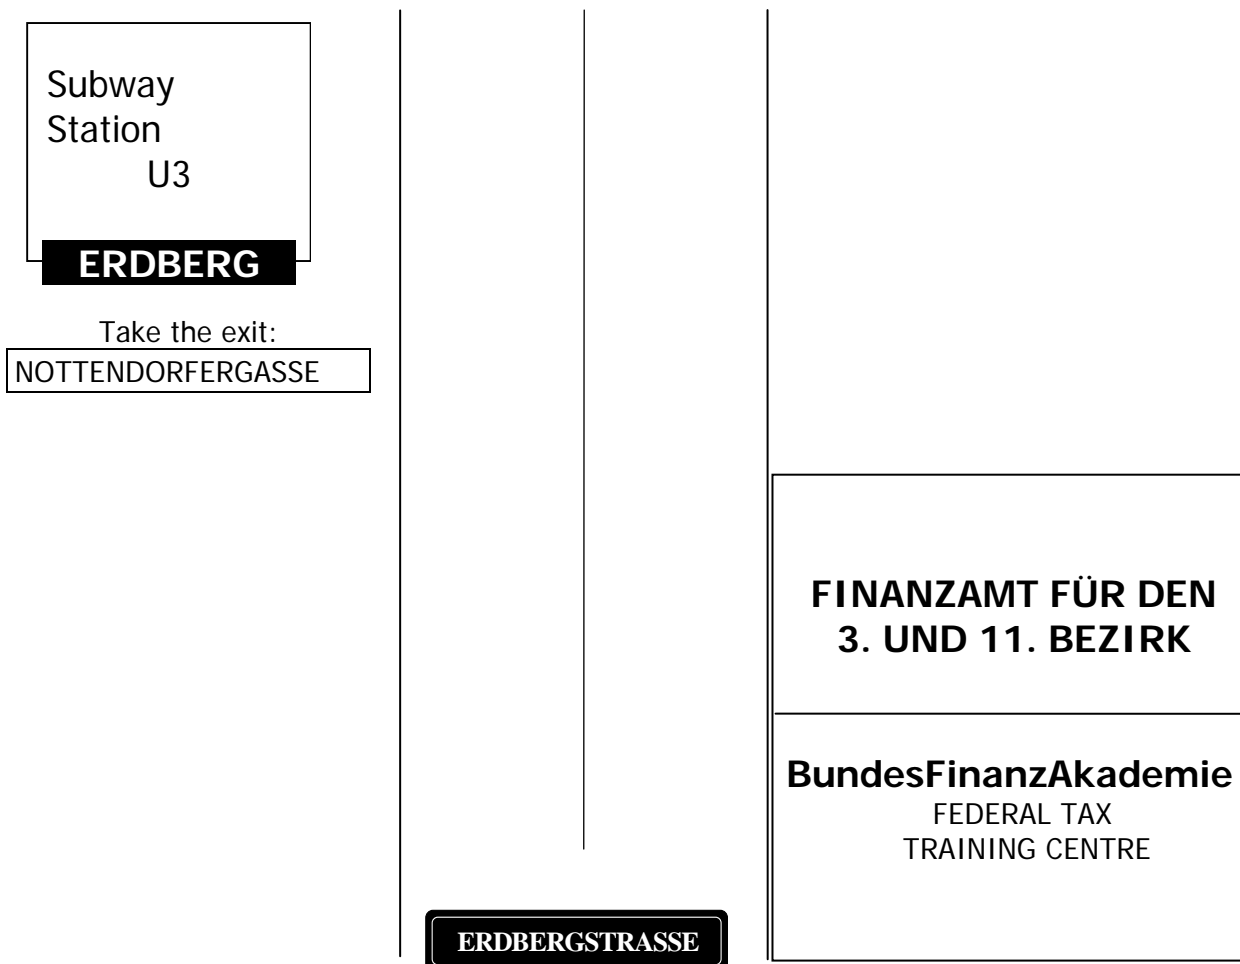 Subway
Station
U3
ERDBERG
Take the exit:
NOTTENDORFERGASSE
FINANZAMT FÜR DEN
3. UND 11. BEZIRK
BundesFinanzAkademie
FEDERAL TAX
TRAINING CENTRE
ERDBERGSTRASSE